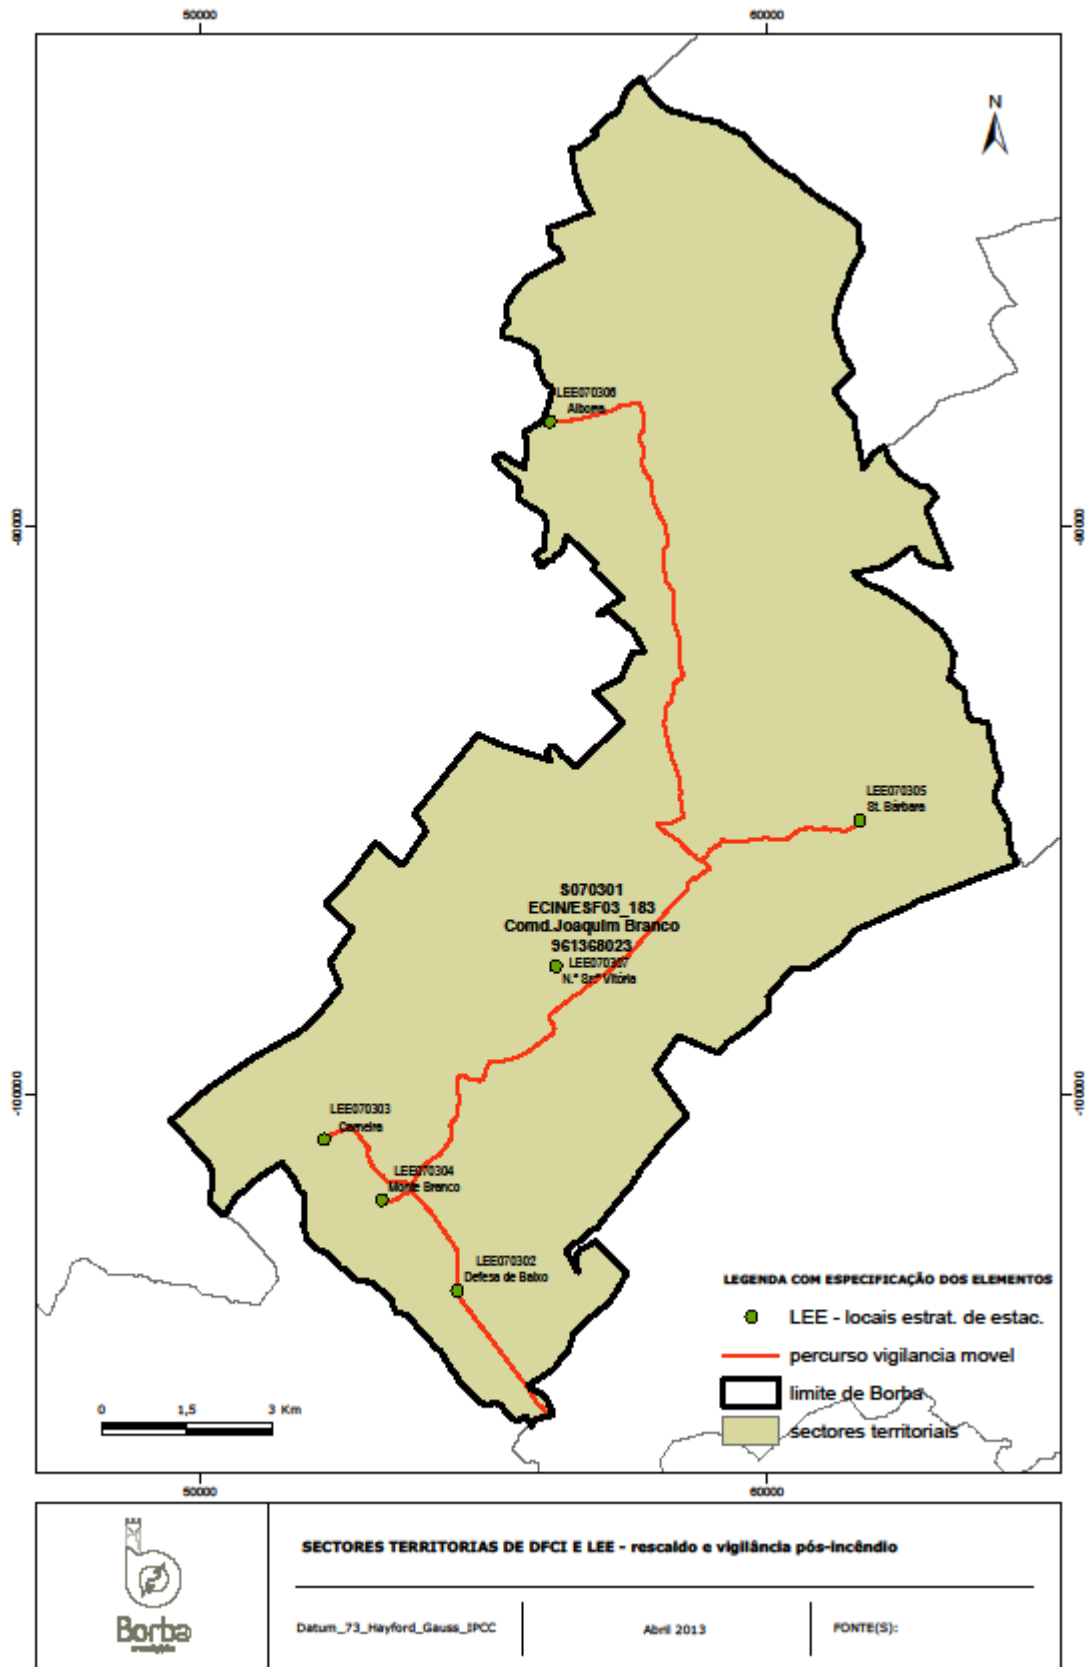 50000
60000
N
LEE070306
Alborra
-90000
-90000
LEE070305
St. Bárbara
S070301
ECIN/ESF03_183
Comd.Joaquim Branco
961368023
LEE070307
N.ª Srª Vitória
-100000
-100000
LEE070303
Carneira
LEE070304
Monte Branco
LEE070302
Defesa de Baixo
LEGENDA COM ESPECIFICAÇÃO DOS ELEMENTOS
LEE - locais estrat. de estac.
percurso vigilancia movel
limite de Borba
sectores territoriais
0 1,5 3 Km
50000
60000
SECTORES TERRITORIAS DE DFCI E LEE - rescaldo e vigilância pós-incêndio
Borba
Datum_73_Hayford_Gauss_IPCC
Abril 2013
FONTE(S):